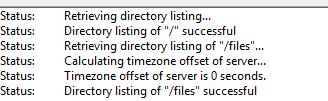 Status: Retrieving directory listing...
Status: Directory listing of "/" successful
Status: Retrieving directory listing of "/files"...
Status: Calculating timezone offset of server...
Status: Timezone offset of server is 0 seconds.
Status: Directory listing of "/files" successful